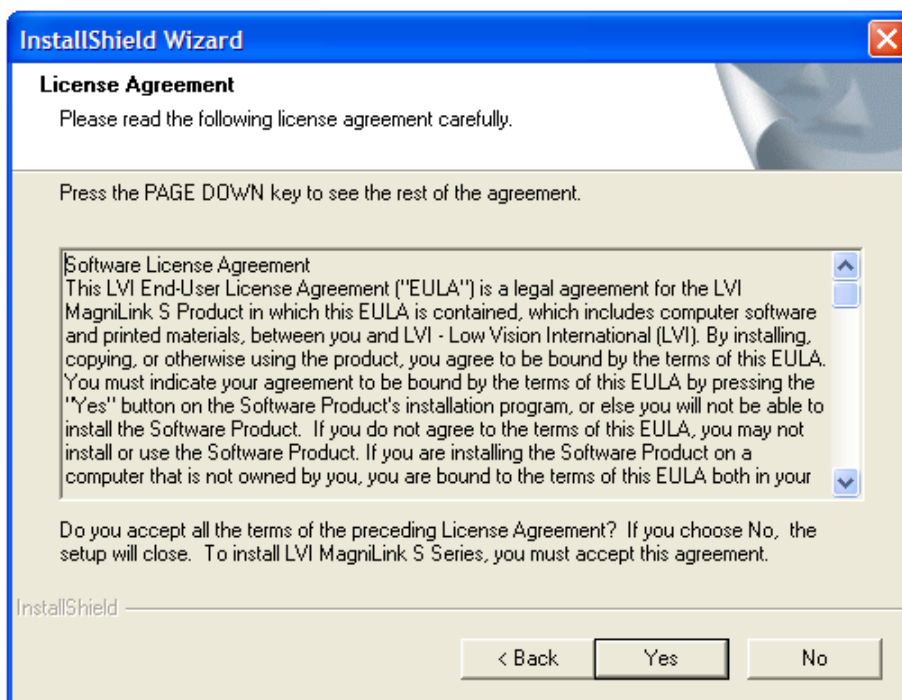 InstallShield Wizard
License Agreement
Please read the following license agreement carefully.
Press the PAGE DOWN key to see the rest of the agreement.
Software License Agreement
This LVI End-User License Agreement ("EULA") is a legal agreement for the LVI
MagniLink S Product in which this EULA is contained, which includes computer software
and printed materials, between you and LVI - Low Vision International (LVI). By installing,
copying, or otherwise using the product, you agree to be bound by the terms of this EULA.
You must indicate your agreement to be bound by the terms of this EULA by pressing the
"Yes" button on the Software Product's installation program, or else you will not be able to
install the Software Product.  If you do not agree to the terms of this EULA, you may not
install or use the Software Product. If you are installing the Software Product on a
computer that is not owned by you, you are bound to the terms of this EULA both in your
Do you accept all the terms of the preceding License Agreement?  If you choose No,  the
setup will close.  To install LVI MagniLink S Series, you must accept this agreement.
InstallShield
< Back Yes No